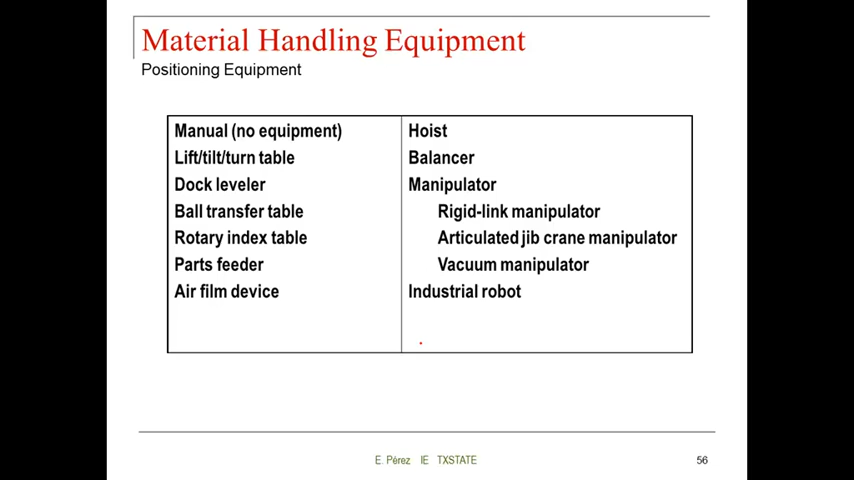 Material Handling Equipment
Positioning Equipment
Manual (no equipment)
Lift/tilt/turn table
Dock leveler
Ball transfer table
Rotary index table
Parts feeder
Air film device
Hoist
Balancer
Manipulator
Rigid-link manipulator
Articulated jib crane manipulator
Vacuum manipulator
Industrial robot
E. Pérez IE TXSTATE
56